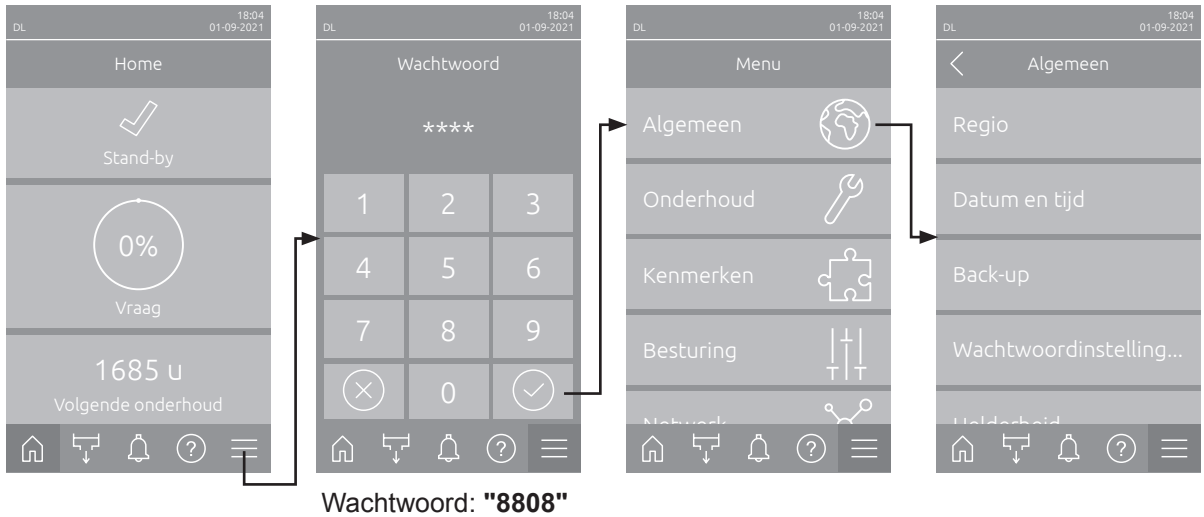 18:04
DL 01-09-2021
Home
Stand-by
0%
Vraag
1685 u
Volgende onderhoud
?
18:04
DL 01-09-2021
Wachtwoord
****
1 2 3
4 5 6
7 8 9
0
?
Wachtwoord: "8808"
18:04
DL 01-09-2021
Menu
Algemeen
Onderhoud
Kenmerken
Besturing
Netwerk
?
18:04
DL 01-09-2021
Algemeen
Regio
Datum en tijd
Back-up
Wachtwoordinstelling...
Helderheid
?